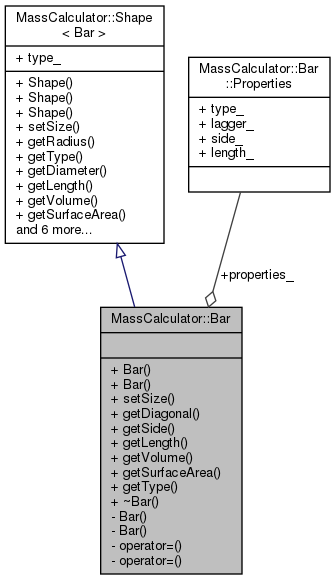 MassCalculator::Shape
< Bar >
+ type_
+ Shape()
+ Shape()
+ Shape()
+ setSize()
+ getRadius()
+ getType()
+ getDiameter()
+ getLength()
+ getVolume()
+ getSurfaceArea()
and 6 more...
MassCalculator::Bar
::Properties
+ type_
+ lagger_
+ side_
+ length_
+properties_
MassCalculator::Bar
+ Bar()
+ Bar()
+ setSize()
+ getDiagonal()
+ getSide()
+ getLength()
+ getVolume()
+ getSurfaceArea()
+ getType()
+ ~Bar()
- Bar()
- Bar()
- operator=()
- operator=()